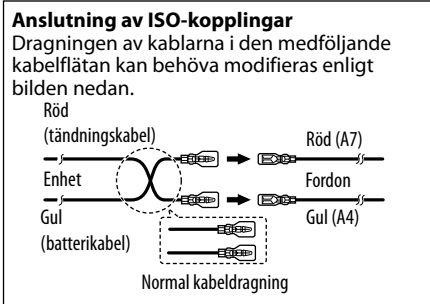 Anslutning av ISO-kopplingar
Dragningen av kablarna i den medföljande
kabelflätan kan behöva modifieras enligt
bilden nedan.
Röd
(tändningskabel)
Röd (A7)
Enhet
Fordon
Gul
(batterikabel)
Gul (A4)
Normal kabeldragning